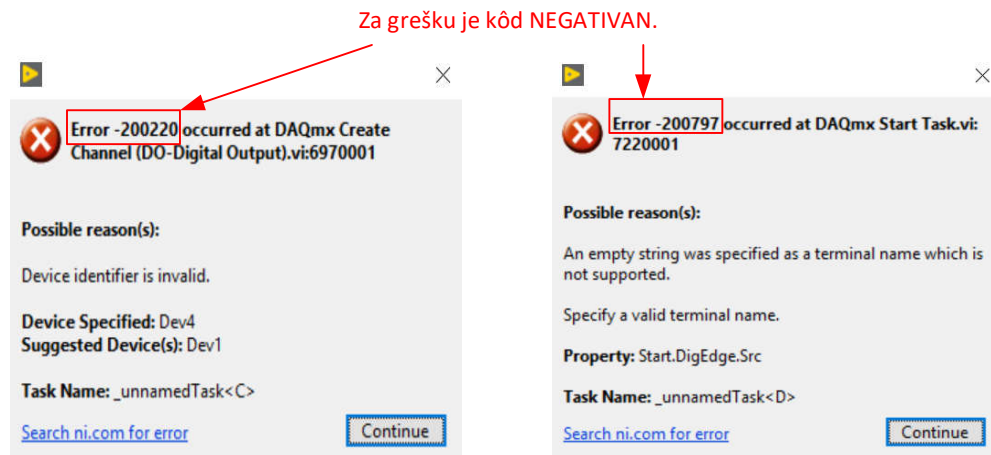 Za grešku je kôd NEGATIVAN.
Error -200220 occurred at DAQmx Create
Channel (DO-Digital Output).vi:6970001
Possible reason(s):
Device identifier is invalid.
Device Specified: Dev4
Suggested Device(s): Dev1
Task Name: _unnamedTask<C>
Search ni.com for error
Continue
Error -200797 occurred at DAQmx Start Task.vi:
7220001
Possible reason(s):
An empty string was specified as a terminal name which is
not supported.
Specify a valid terminal name.
Property: Start.DigEdge.Src
Task Name: _unnamedTask<D>
Search ni.com for error
Continue